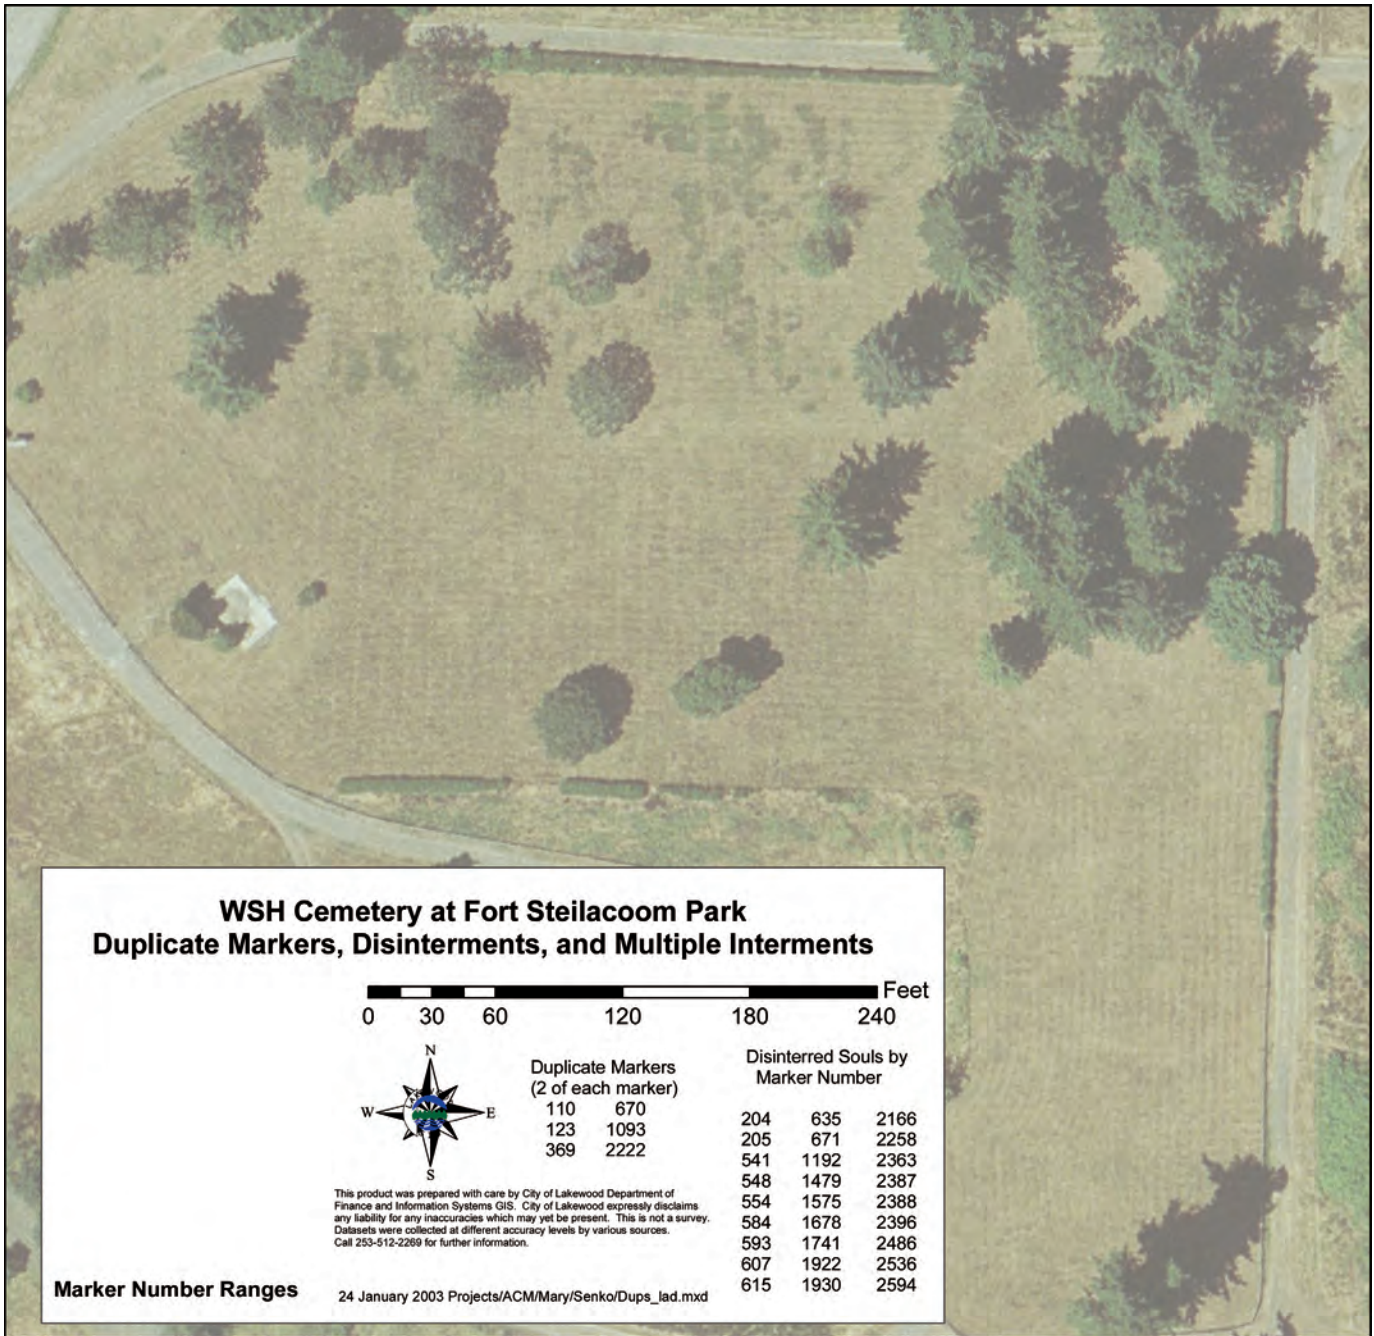 WSH Cemetery at Fort Steilacoom Park
Duplicate Markers, Disinterments, and Multiple Interments
Feet
0 30 60 120 180 240
N
W E
S
Duplicate Markers
(2 of each marker)
110 670
123 1093
369 2222
Disinterred Souls by
Marker Number
204 635 2166
205 671 2258
541 1192 2363
548 1479 2387
554 1575 2388
584 1678 2396
593 1741 2486
607 1922 2536
615 1930 2594
This product was prepared with care by City of Lakewood Department of
Finance and Information Systems GIS. City of Lakewood expressly disclaims
any liability for any inaccuracies which may yet be present. This is not a survey.
Datasets were collected at different accuracy levels by various sources.
Call 253-512-2269 for further information.
Marker Number Ranges
24 January 2003 Projects/ACM/Mary/Senko/Dups_lad.mxd